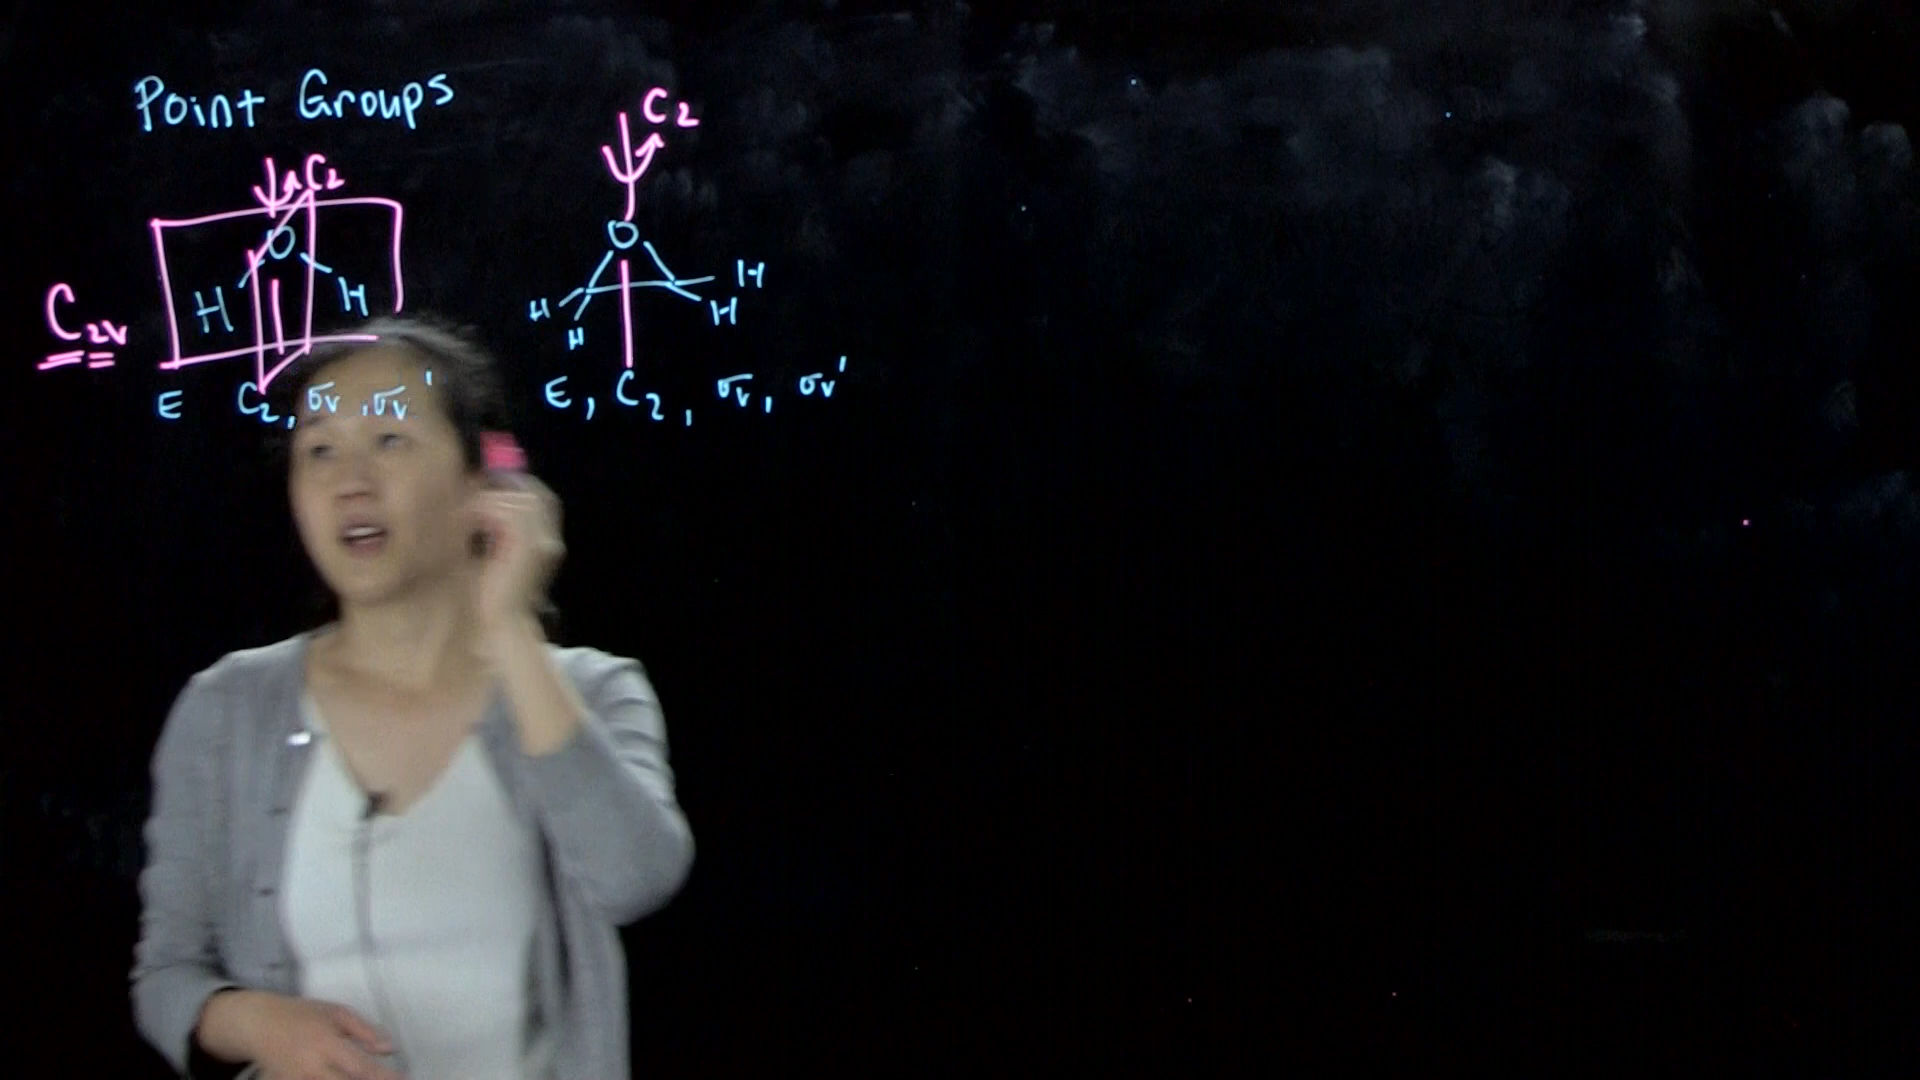 Point Groups
C₂
O
H H
C₂ᵥ
E C₂, σᵥ, σᵥ'
C₂
O
H H
H H
E, C₂, σᵥ, σᵥ'